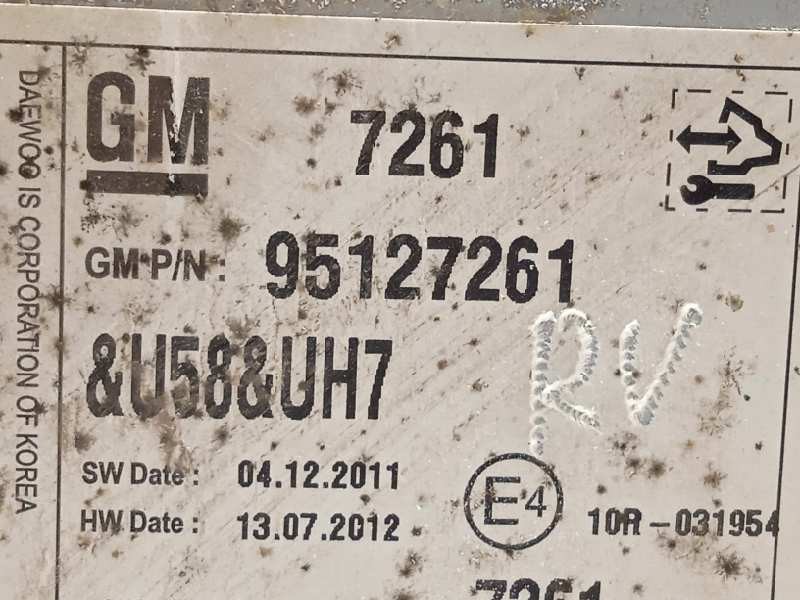 DAEWOO IS CORPORATION OF KOREA
GM 7261
GM P/N : 95127261
&U58&UH7 RV
SW Date : 04.12.2011
HW Date : 13.07.2012
E4 10R-031954
7261